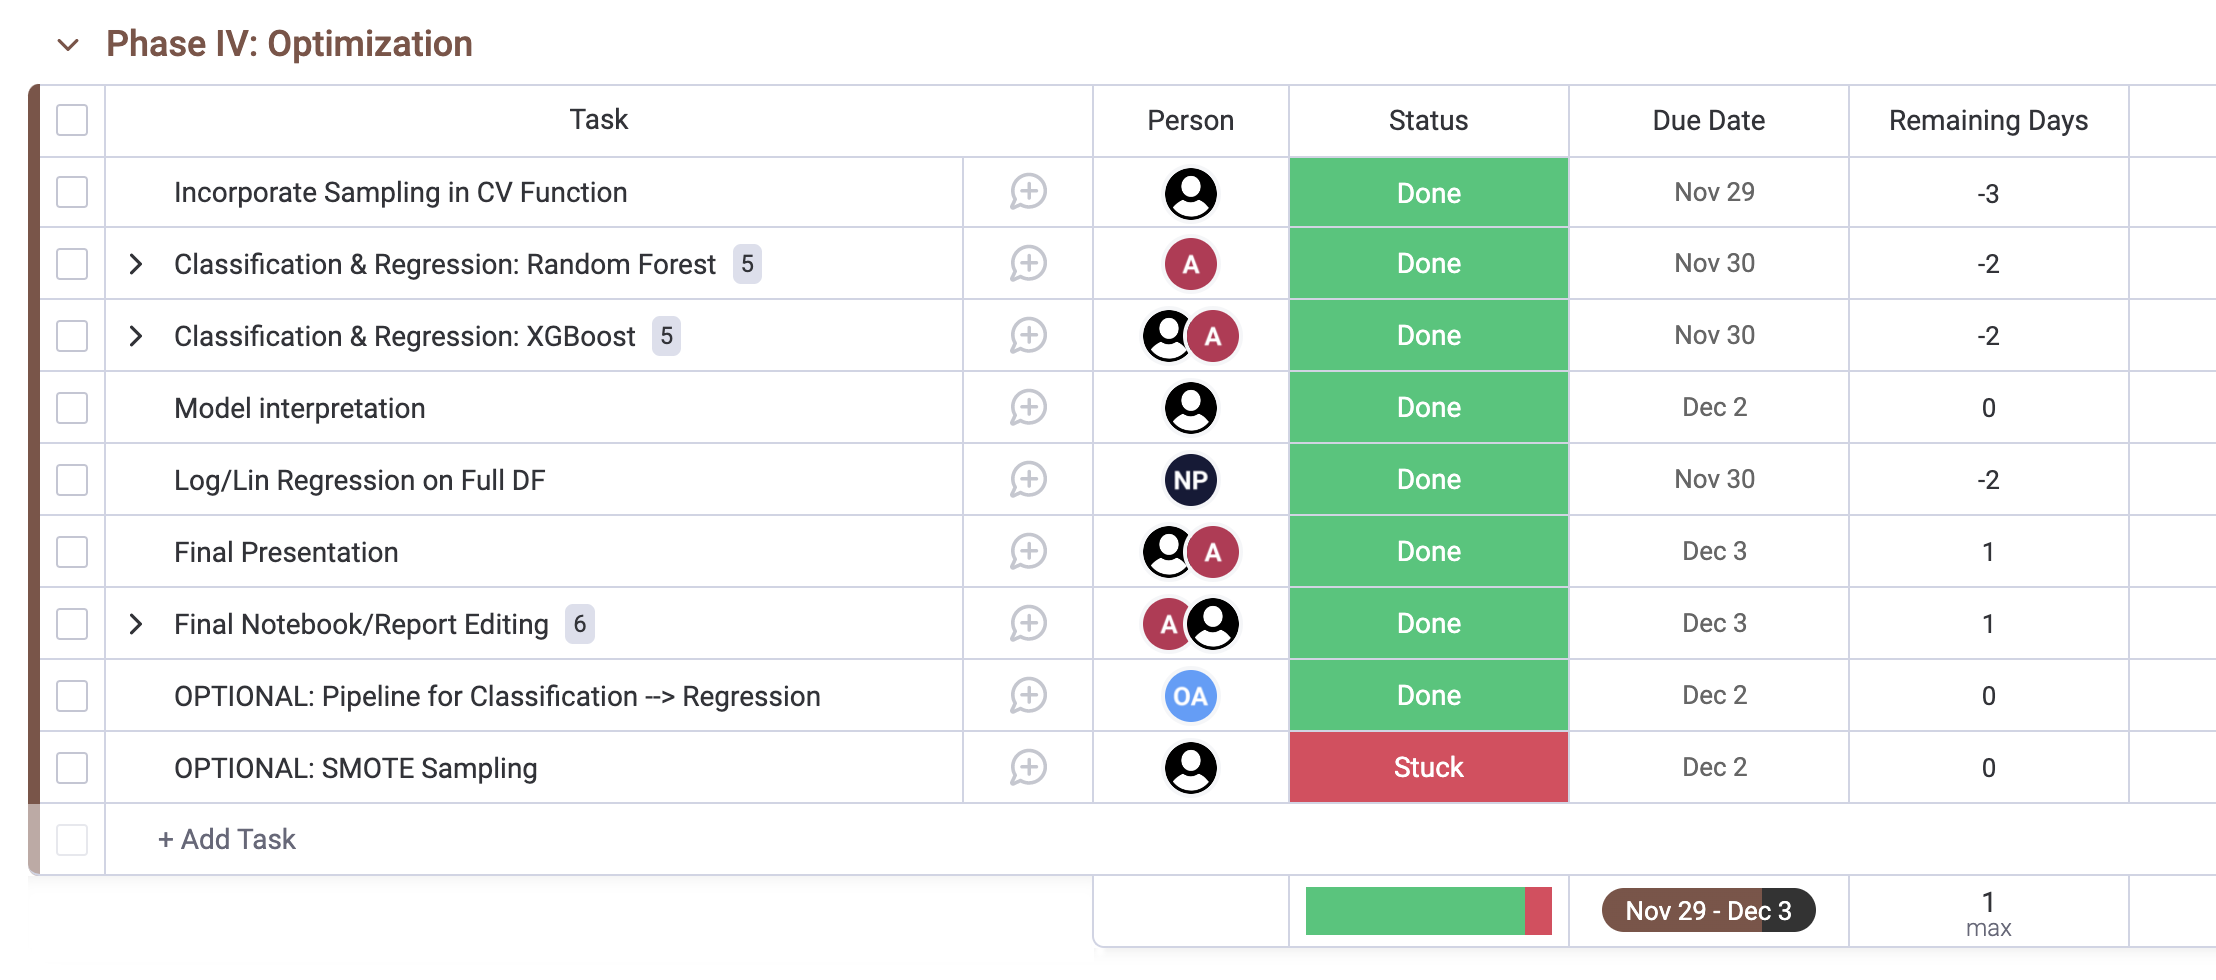 Phase IV: Optimization
Task Person Status Due Date Remaining Days
Incorporate Sampling in CV Function Done Nov 29 -3
Classification & Regression: Random Forest 5 A Done Nov 30 -2
Classification & Regression: XGBoost 5 A Done Nov 30 -2
Model interpretation Done Dec 2 0
Log/Lin Regression on Full DF NP Done Nov 30 -2
Final Presentation A Done Dec 3 1
Final Notebook/Report Editing 6 A Done Dec 3 1
OPTIONAL: Pipeline for Classification --> Regression OA Done Dec 2 0
OPTIONAL: SMOTE Sampling Stuck Dec 2 0
+ Add Task
Nov 29 - Dec 3 1
max